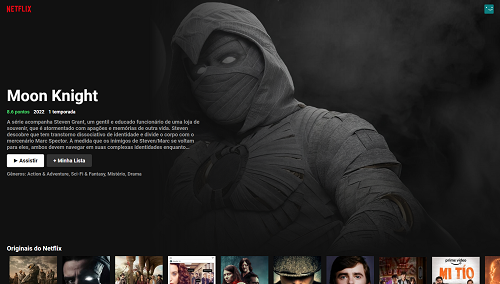 NETFLIX
Moon Knight
8.6 pontos 2022 1 temporada
A série acompanha Steven Grant, um gentil e educado funcionário de uma loja de
souvenir, que é atormentado com apagões e memórias de outra vida. Steven
descobre que tem transtorno dissociativo de identidade e divide o corpo com o
mercenário Marc Spector. À medida que os inimigos de Steven/Marc se voltam
para eles, ambos devem navegar em suas complexas identidades enquanto...
▶ Assistir + Minha Lista
Gêneros: Action & Adventure, Sci-Fi & Fantasy, Mistério, Drama
Originais do Netflix
prime video
MI TÍO